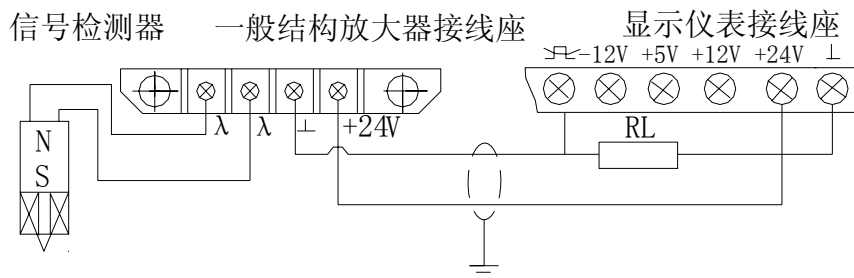 信号检测器 一般结构放大器接线座 显示仪表接线座
-12V +5V +12V +24V ⊥
λ λ ⊥ +24V
RL
N
S